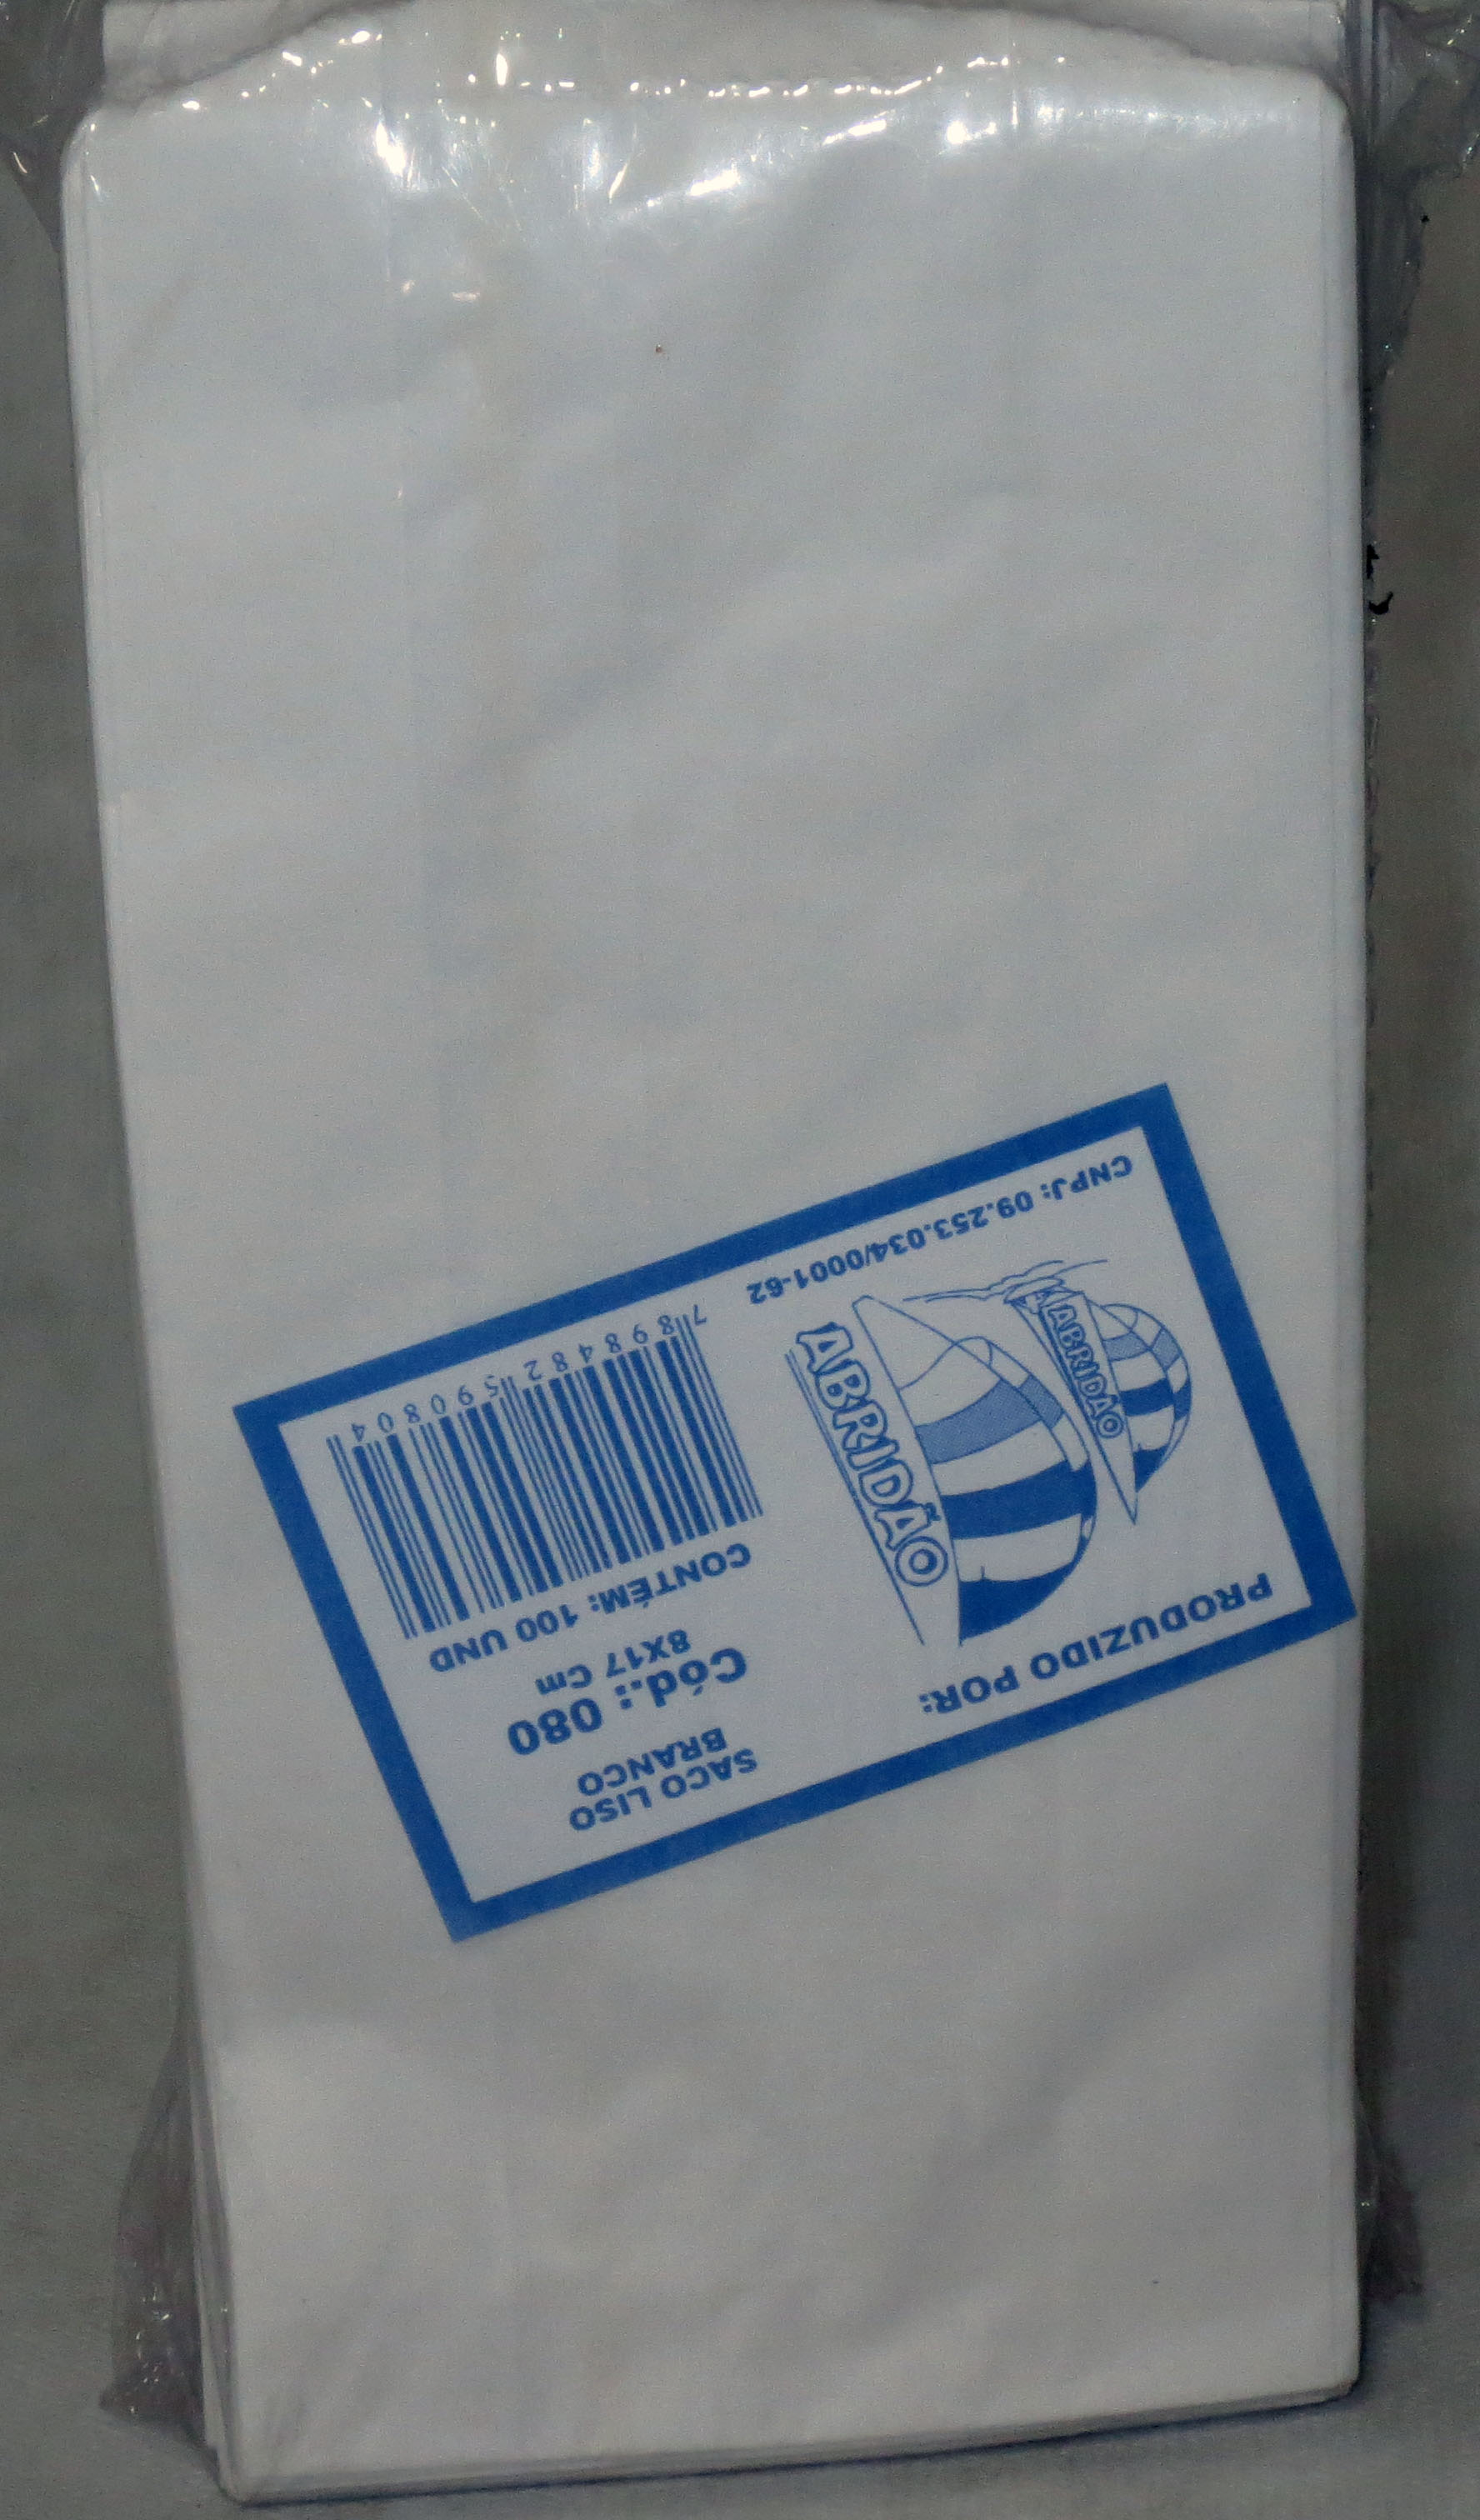 PRODUZIDO POR:
ABRIDÃO
ABRIDÃO
CNPJ: 09.253.034/0001-62
SACO LISO
BRANCO
Cód.: 080
8X17 Cm
CONTÉM: 100 UND
7 898482 590804